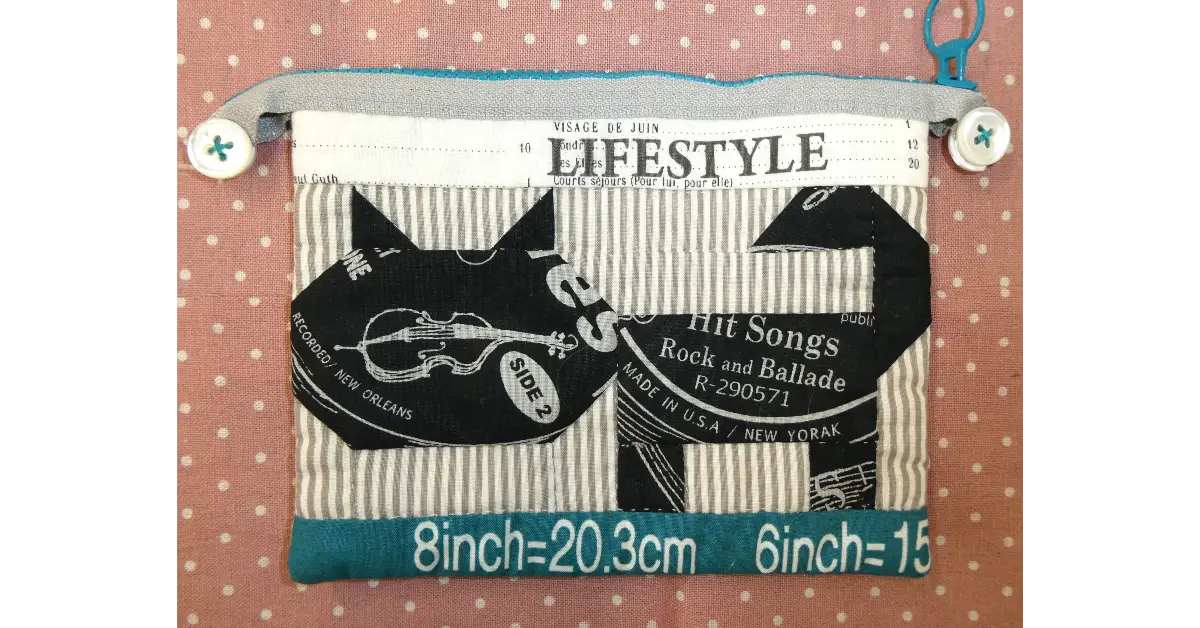 VISAGE DE JUIN 1
10 12
LIFESTYLE
20
Courts séjours (Pour lui, pour elle)
RECORDED/ NEW ORLEANS
SIDE 2
Hit Songs
Rock and Ballade
R-290571
MADE IN U.S.A / NEW YORAK
8inch=20.3cm 6inch=15